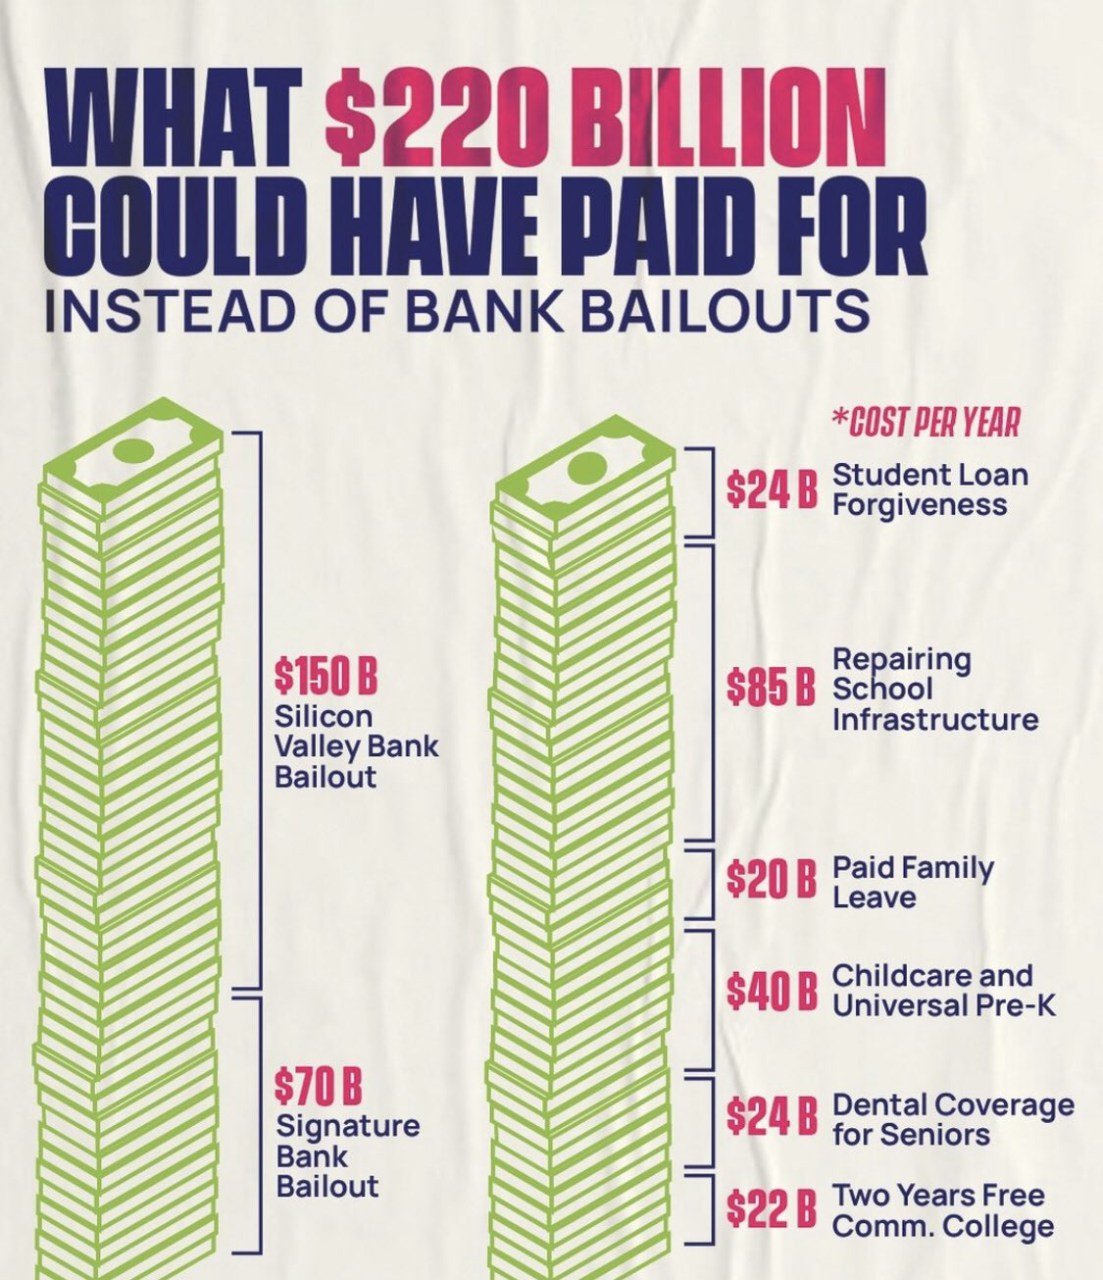 WHAT $220 BILLION
COULD HAVE PAID FOR
INSTEAD OF BANK BAILOUTS
$150 B
Silicon
Valley Bank
Bailout
$70 B
Signature
Bank
Bailout
*COST PER YEAR
$24 B
Student Loan
Forgiveness
$85 B
Repairing
School
Infrastructure
$20 B
Paid Family
Leave
$40 B
Childcare and
Universal Pre-K
$24 B
Dental Coverage
for Seniors
$22 B
Two Years Free
Comm. College